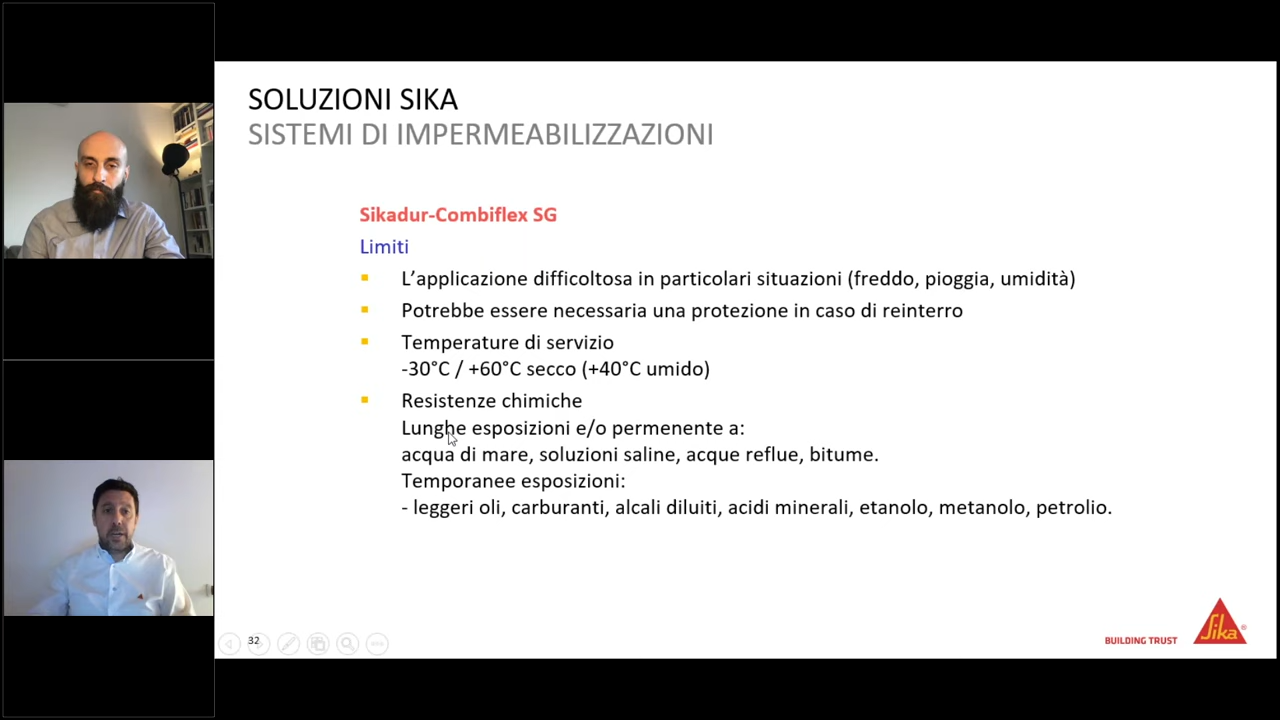 SOLUZIONI SIKA
SISTEMI DI IMPERMEABILIZZAZIONI
Sikadur-Combiflex SG
Limiti
L’applicazione difficoltosa in particolari situazioni (freddo, pioggia, umidità)
Potrebbe essere necessaria una protezione in caso di reinterro
Temperature di servizio
-30°C / +60°C secco (+40°C umido)
Resistenze chimiche
Lunghe esposizioni e/o permenente a:
acqua di mare, soluzioni saline, acque reflue, bitume.
Temporanee esposizioni:
- leggeri oli, carburanti, alcali diluiti, acidi minerali, etanolo, metanolo, petrolio.
32
BUILDING TRUST
Sika®